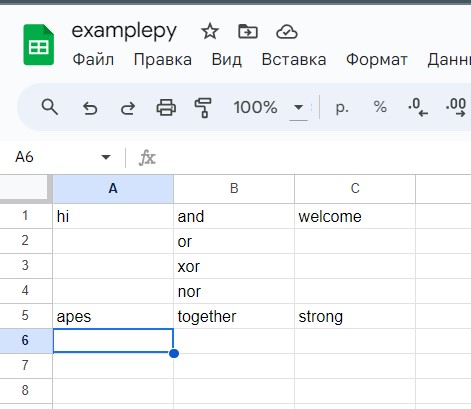 examplepy
Файл Правка Вид Вставка Формат Данны
100% р. % .0 .00
A6 fx
A B C
1 hi and welcome
2 or
3 xor
4 nor
5 apes together strong
6
7
8